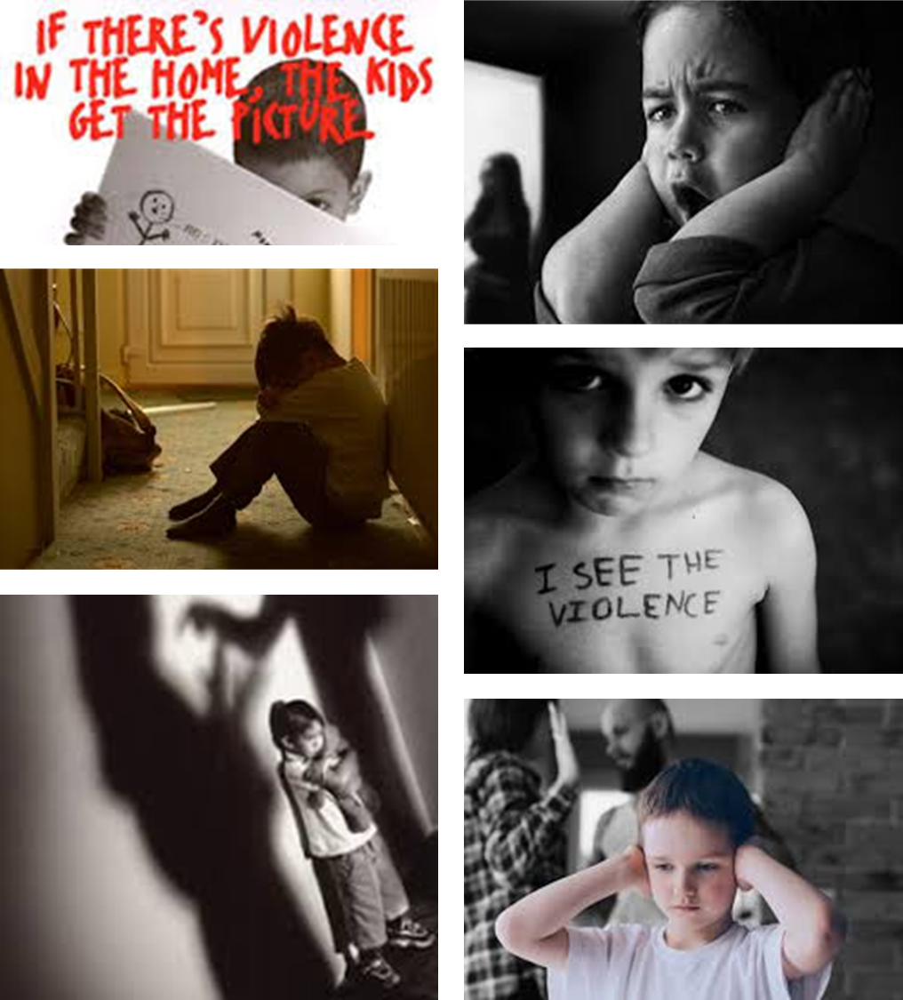 IF THERE'S VIOLENCE
IN THE HOME, THE KIDS
GET THE PICTURE.
I SEE THE
VIOLENCE